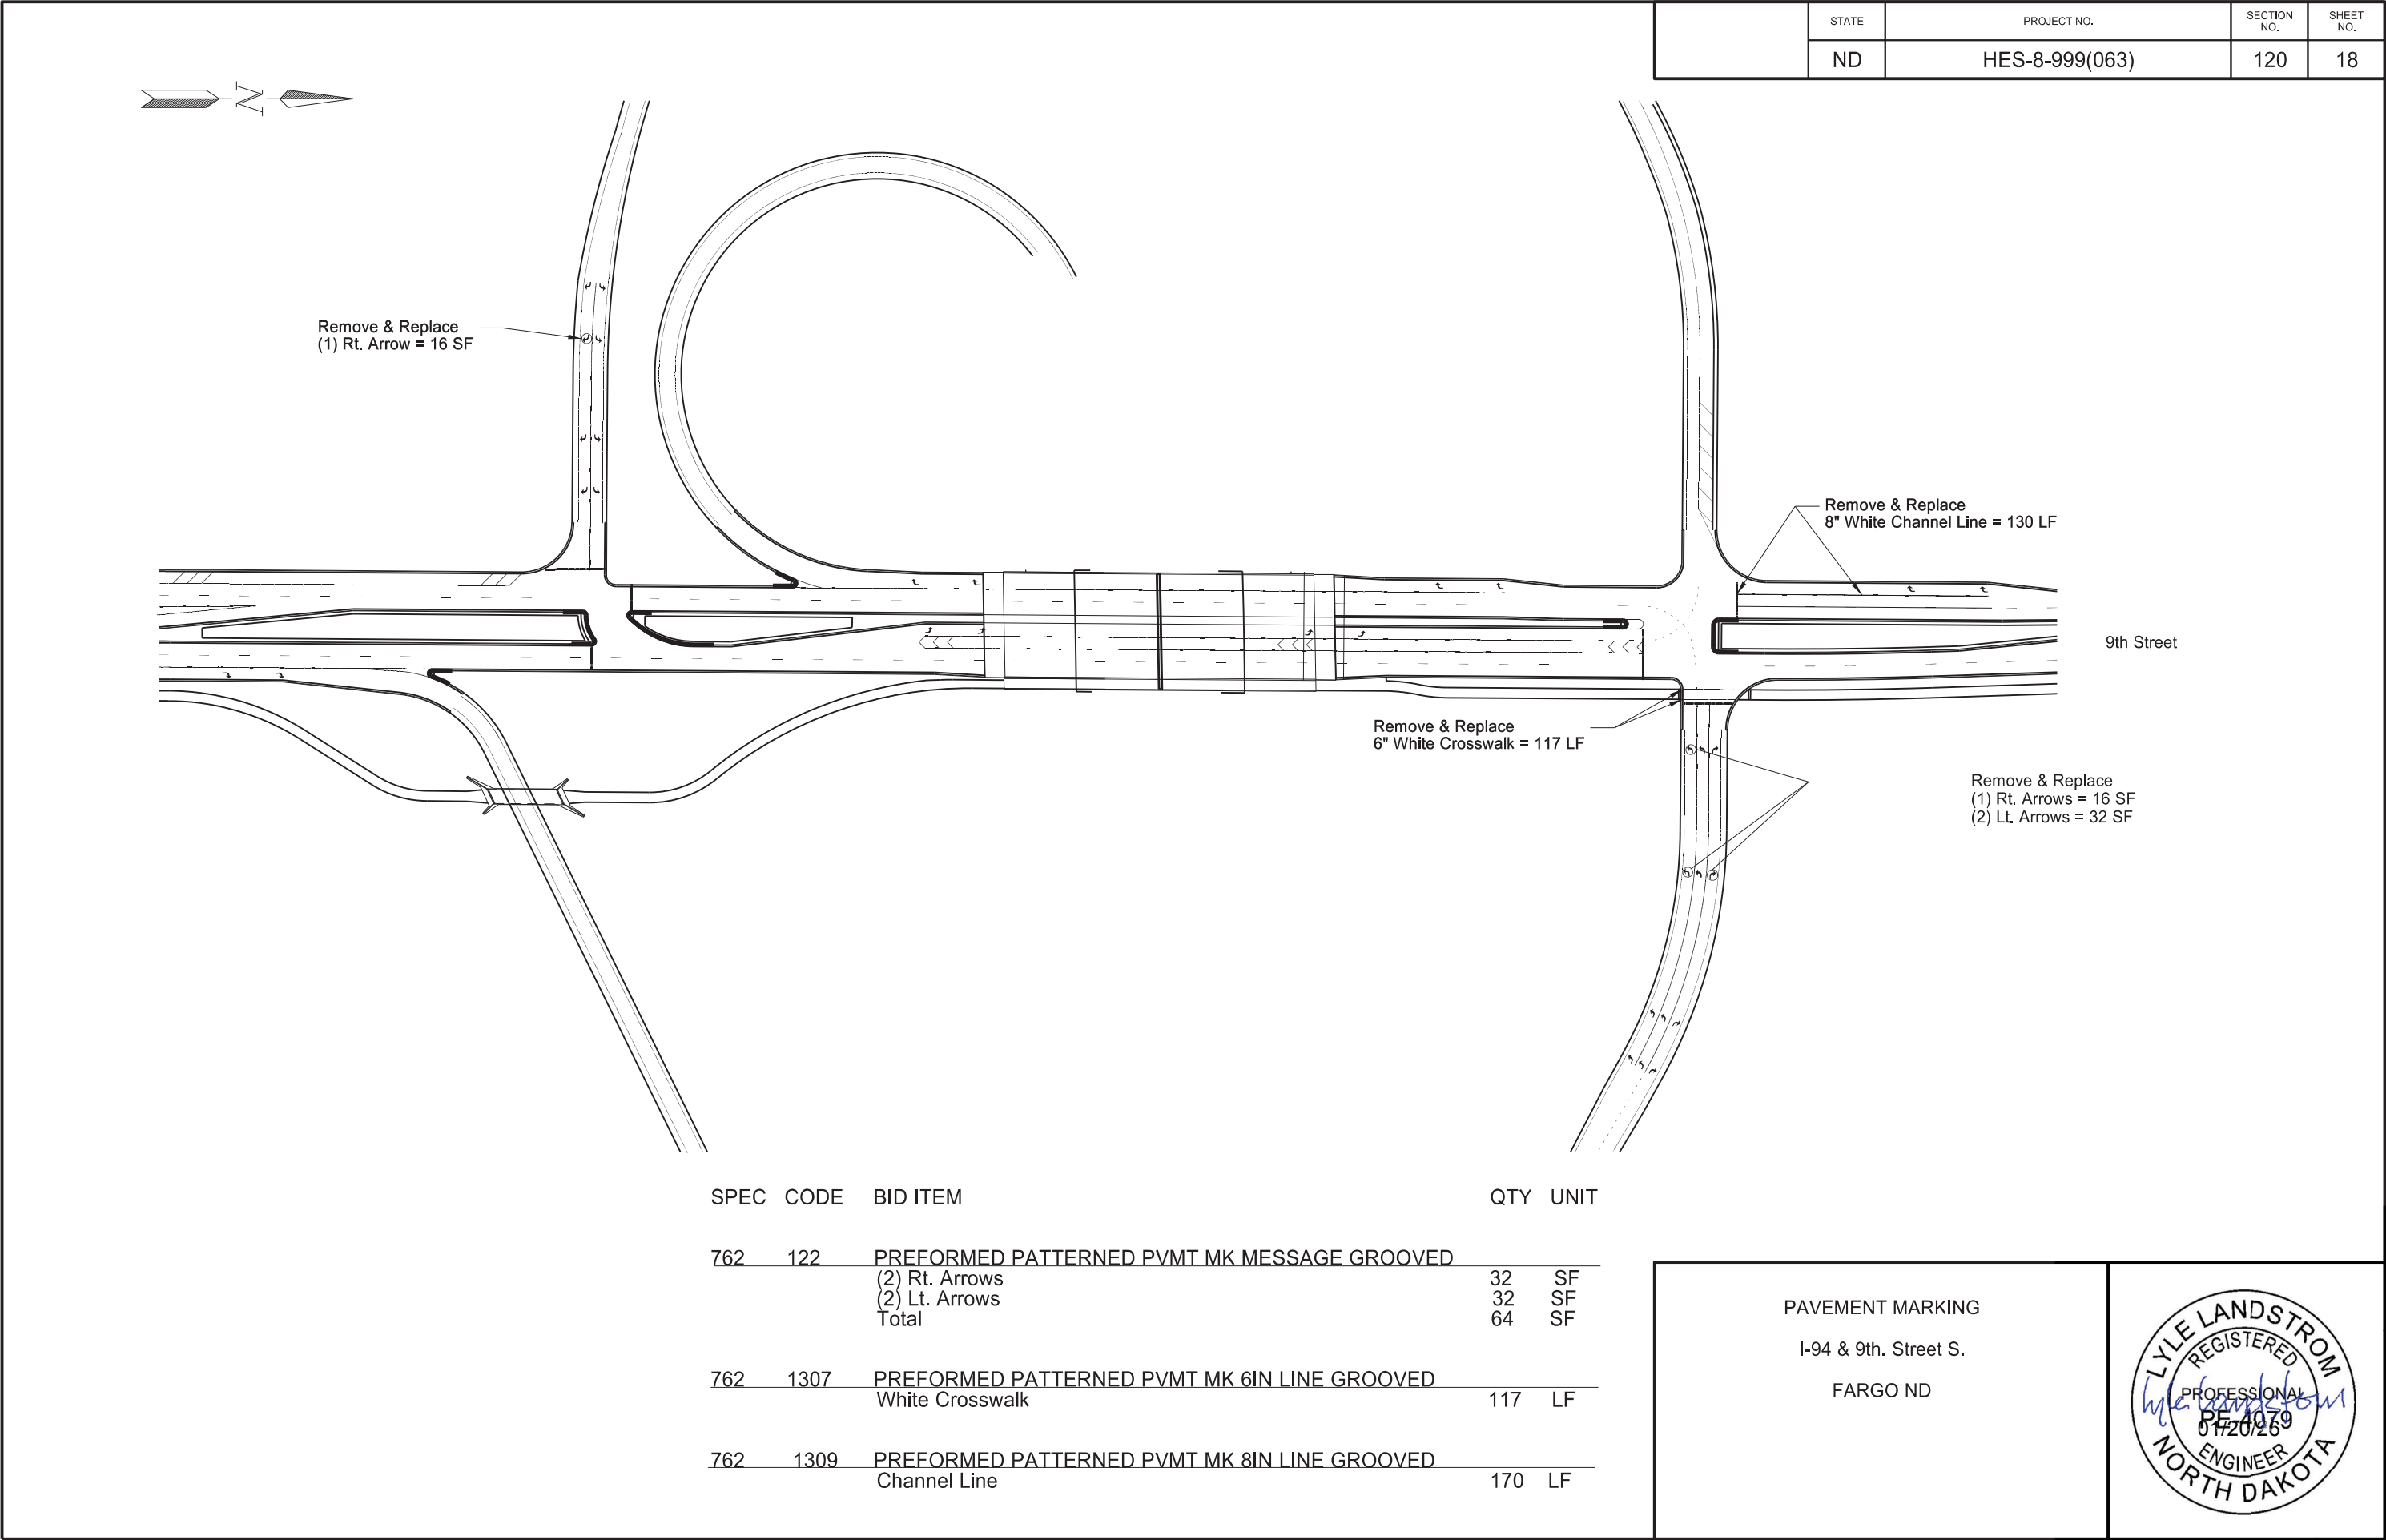 STATE PROJECT NO. SECTION NO. SHEET NO.
ND HES-8-999(063) 120 18
N
Remove & Replace
(1) Rt. Arrow = 16 SF
Remove & Replace
8" White Channel Line = 130 LF
9th Street
Remove & Replace
6" White Crosswalk = 117 LF
Remove & Replace
(1) Rt. Arrows = 16 SF
(2) Lt. Arrows = 32 SF
SPEC CODE BID ITEM QTY UNIT
762 122 PREFORMED PATTERNED PVMT MK MESSAGE GROOVED
(2) Rt. Arrows 32 SF
(2) Lt. Arrows 32 SF
Total 64 SF
762 1307 PREFORMED PATTERNED PVMT MK 6IN LINE GROOVED
White Crosswalk 117 LF
762 1309 PREFORMED PATTERNED PVMT MK 8IN LINE GROOVED
Channel Line 170 LF
PAVEMENT MARKING
I-94 & 9th. Street S.
FARGO ND
LYLE LANDSTROM
REGISTERED
PROFESSIONAL
Lyle Landstrom
PE-4079
01/20/26
ENGINEER
NORTH DAKOTA